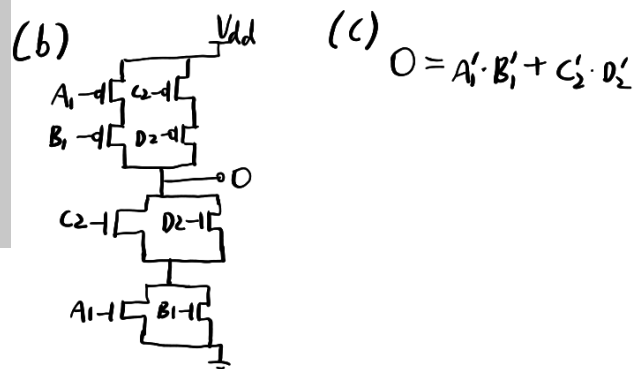 (b)
Vdd
(c)
O = A₁'·B₁' + C₂'·D₂'
A₁
C2
B₁
D2
O
C2
D2
A1
B1